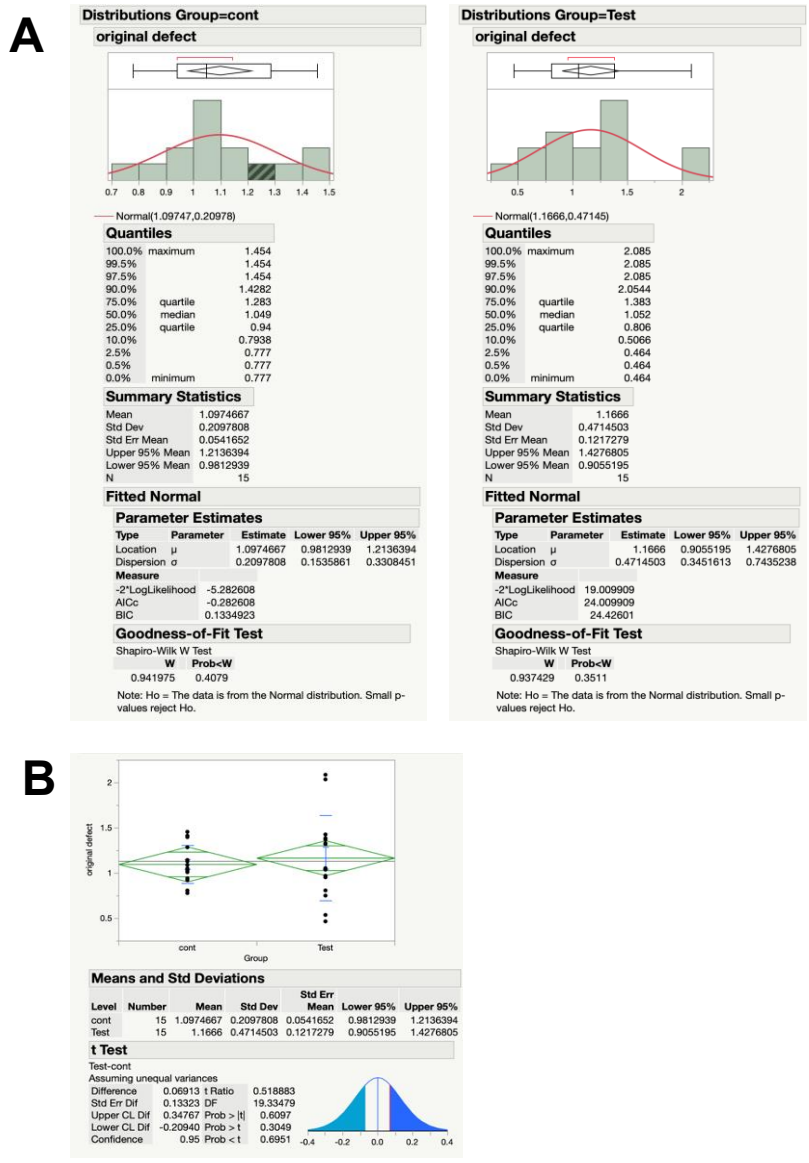 A
Distributions Group=cont
original defect
0.7 0.8 0.9 1 1.1 1.2 1.3 1.4 1.5
Normal(1.09747,0.20978)
Quantiles
100.0% maximum 1.454
99.5% 1.454
97.5% 1.454
90.0% 1.4282
75.0% quartile 1.283
50.0% median 1.049
25.0% quartile 0.94
10.0% 0.7938
2.5% 0.777
0.5% 0.777
0.0% minimum 0.777
Summary Statistics
Mean 1.0974667
Std Dev 0.2097808
Std Err Mean 0.0541652
Upper 95% Mean 1.2136394
Lower 95% Mean 0.9812939
N 15
Fitted Normal
Parameter Estimates
Type Parameter Estimate Lower 95% Upper 95%
Location μ 1.0974667 0.9812939 1.2136394
Dispersion σ 0.2097808 0.1535861 0.3308451
Measure
-2*LogLikelihood -5.282608
AICc -0.282608
BIC 0.1334923
Goodness-of-Fit Test
Shapiro-Wilk W Test
W Prob<W
0.941975 0.4079
Note: Ho = The data is from the Normal distribution. Small p-
values reject Ho.
Distributions Group=Test
original defect
0.5 1 1.5 2
Normal(1.1666,0.47145)
Quantiles
100.0% maximum 2.085
99.5% 2.085
97.5% 2.085
90.0% 2.0544
75.0% quartile 1.383
50.0% median 1.052
25.0% quartile 0.806
10.0% 0.5066
2.5% 0.464
0.5% 0.464
0.0% minimum 0.464
Summary Statistics
Mean 1.1666
Std Dev 0.4714503
Std Err Mean 0.1217279
Upper 95% Mean 1.4276805
Lower 95% Mean 0.9055195
N 15
Fitted Normal
Parameter Estimates
Type Parameter Estimate Lower 95% Upper 95%
Location μ 1.1666 0.9055195 1.4276805
Dispersion σ 0.4714503 0.3451613 0.7435238
Measure
-2*LogLikelihood 19.009909
AICc 24.009909
BIC 24.42601
Goodness-of-Fit Test
Shapiro-Wilk W Test
W Prob<W
0.937429 0.3511
Note: Ho = The data is from the Normal distribution. Small p-
values reject Ho.
B
original defect
2
1.5
1
0.5
cont Test
Group
Means and Std Deviations
Std Err
Level Number Mean Std Dev Mean Lower 95% Upper 95%
cont 15 1.0974667 0.2097808 0.0541652 0.9812939 1.2136394
Test 15 1.1666 0.4714503 0.1217279 0.9055195 1.4276805
t Test
Test-cont
Assuming unequal variances
Difference 0.06913 t Ratio 0.518883
Std Err Dif 0.13323 DF 19.33479
Upper CL Dif 0.34767 Prob > |t| 0.6097
Lower CL Dif -0.20940 Prob > t 0.3049
Confidence 0.95 Prob < t 0.6951
-0.4 -0.2 0.0 0.2 0.4